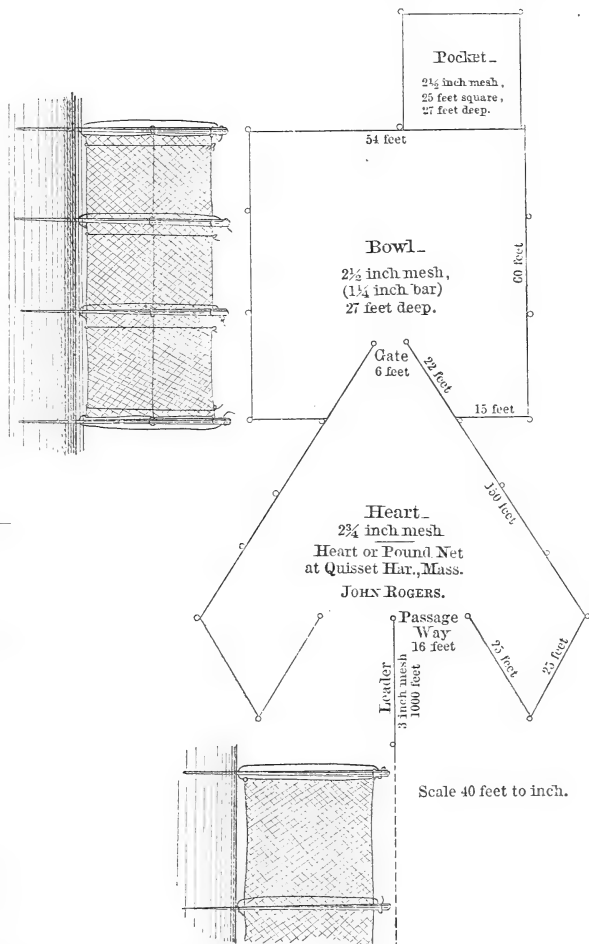 Pocket_
2½ inch mesh,
25 feet square,
27 feet deep.
54 feet
60 feet
Bowl_
2½ inch mesh,
(1¼ inch bar)
27 feet deep.
Gate
6 feet
22 feet
15 feet
150 feet
Heart_
2¾ inch mesh
Heart or Pound Net
at Quisset Har., Mass.
JOHN ROGERS.
Passage
Way
16 feet
25 feet
25 feet
Leader
3 inch mesh
1000 feet
Scale 40 feet to inch.